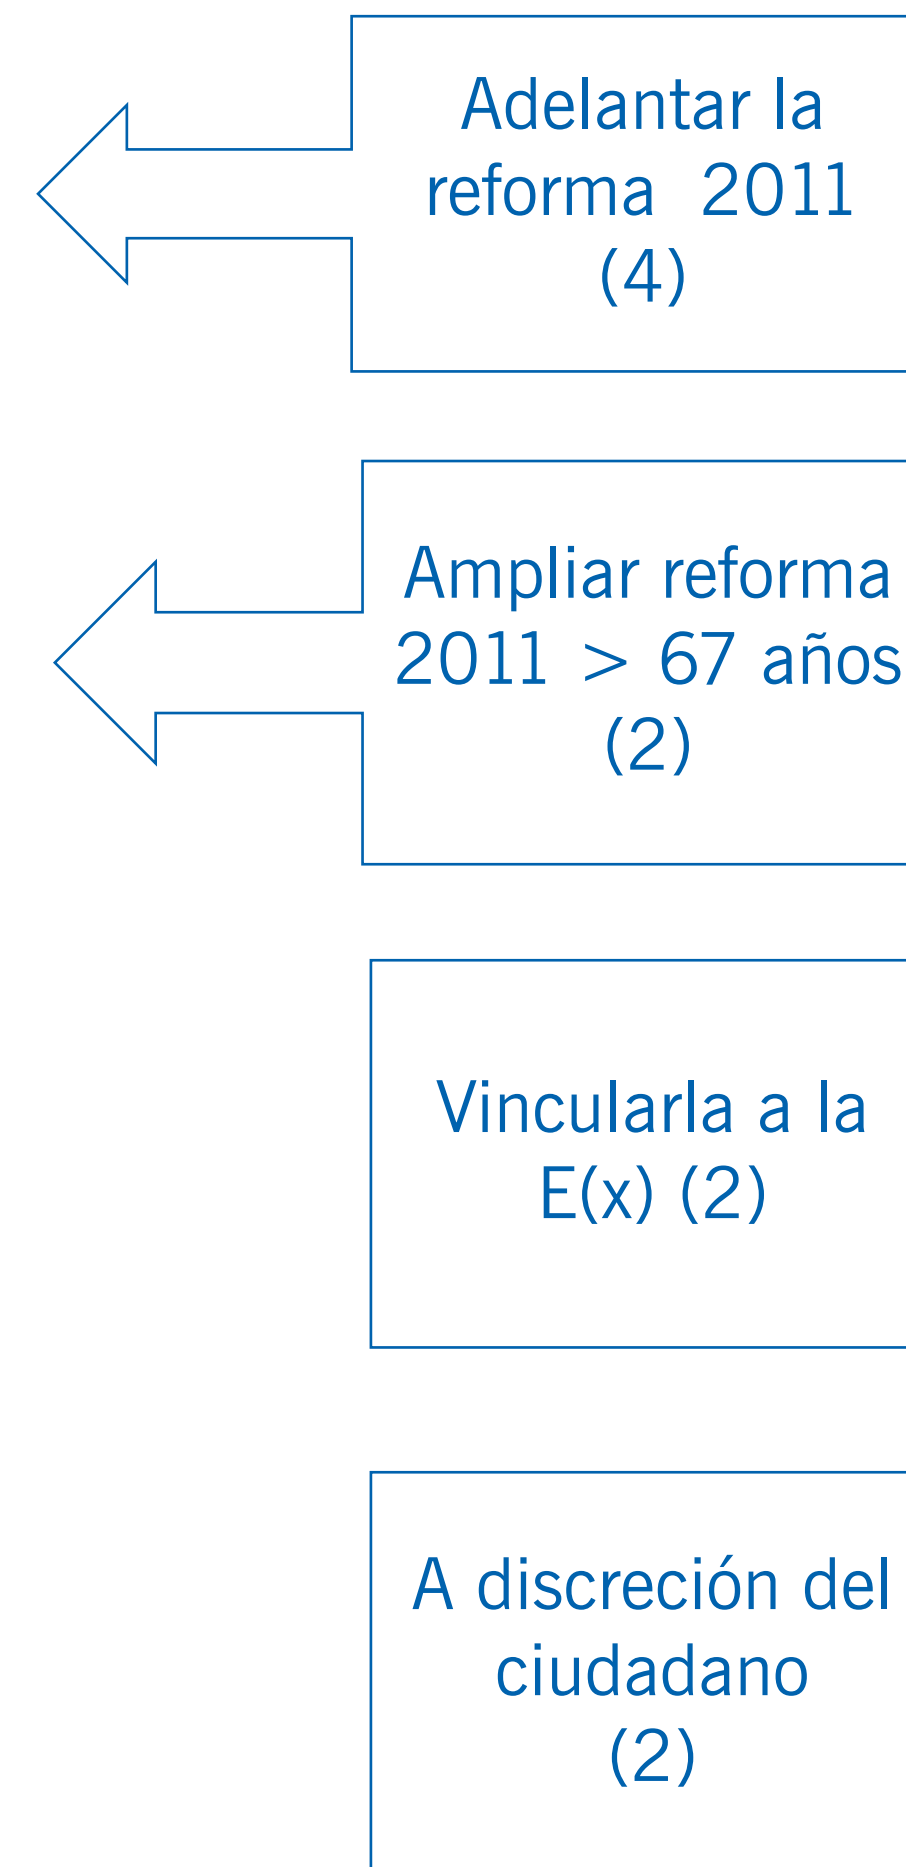 Adelantar la
reforma 2011
(4)
Ampliar reforma
2011 > 67 años
(2)
Vincularla a la
E(x) (2)
A discreción del
ciudadano
(2)